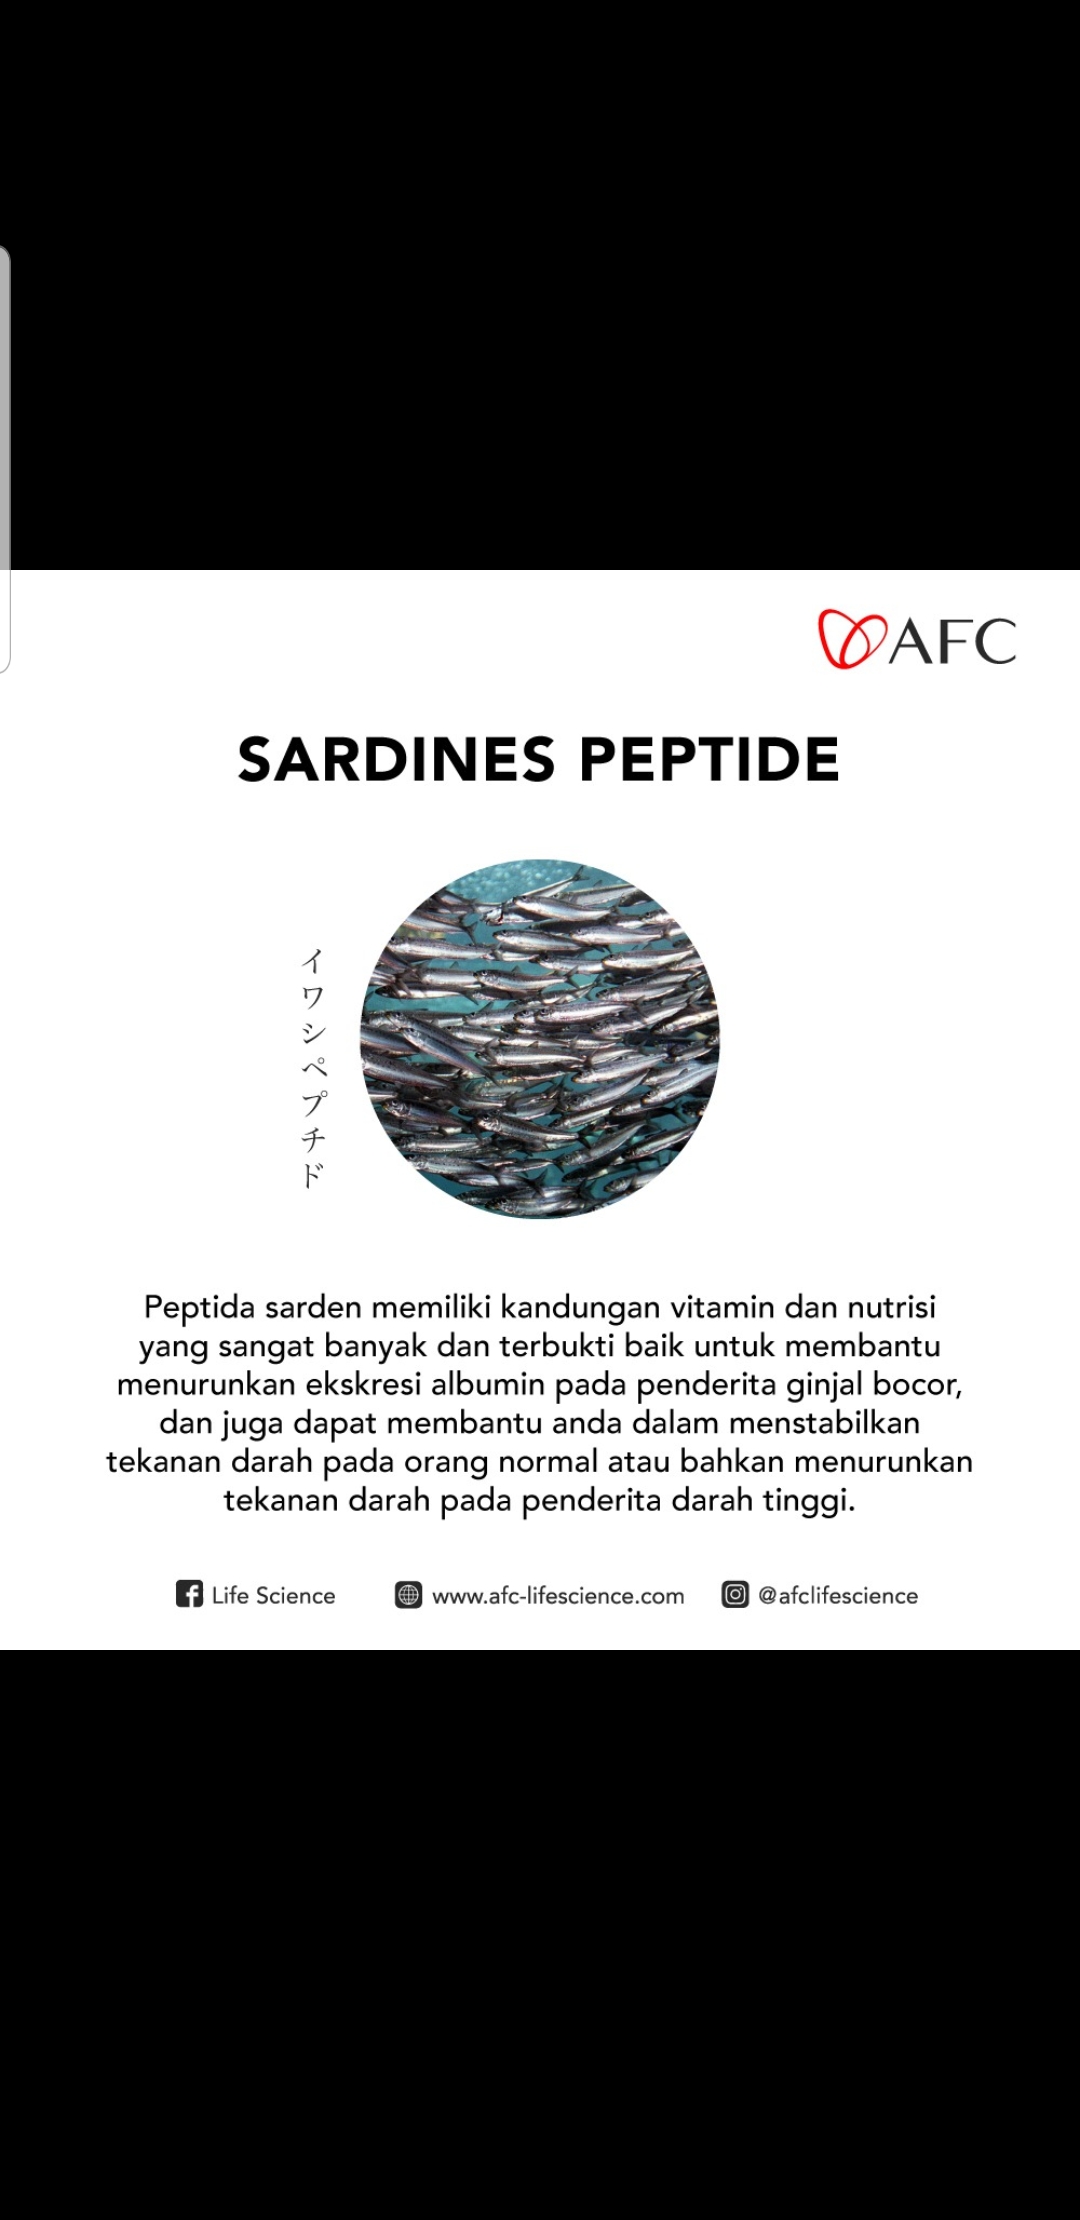 AFC
SARDINES PEPTIDE
イワシペプチド
Peptida sarden memiliki kandungan vitamin dan nutrisi
yang sangat banyak dan terbukti baik untuk membantu
menurunkan ekskresi albumin pada penderita ginjal bocor,
dan juga dapat membantu anda dalam menstabilkan
tekanan darah pada orang normal atau bahkan menurunkan
tekanan darah pada penderita darah tinggi.
Life Science www.afc-lifescience.com @afclifescience